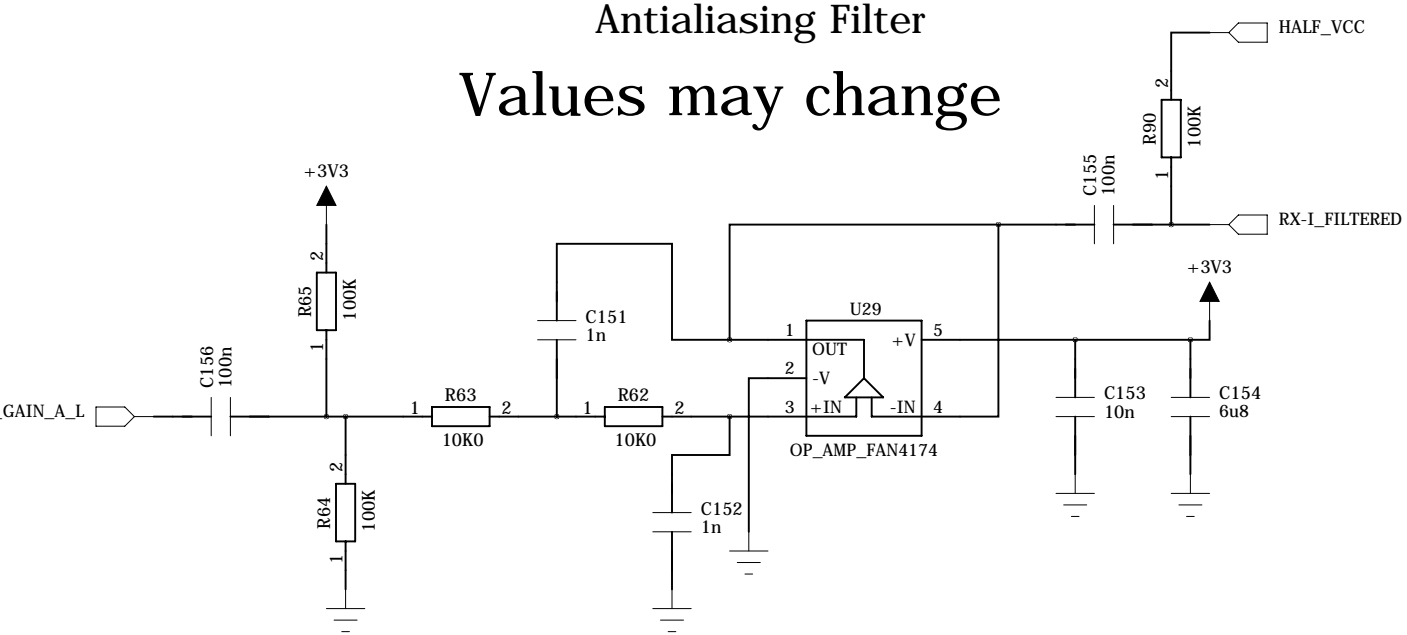 Antialiasing Filter
Values may change
HALF_VCC
2
R90
100K
1
C155
100n
RX-I_FILTERED
+3V3
2
R65
100K
1
C156
100n
_GAIN_A_L
1
R63
2
10K0
C151
1n
1
R62
2
10K0
2
R64
100K
1
C152
1n
U29
1
OUT
2
-V
3
+IN
+V
5
-IN
4
OP_AMP_FAN4174
+3V3
C153
10n
C154
6u8